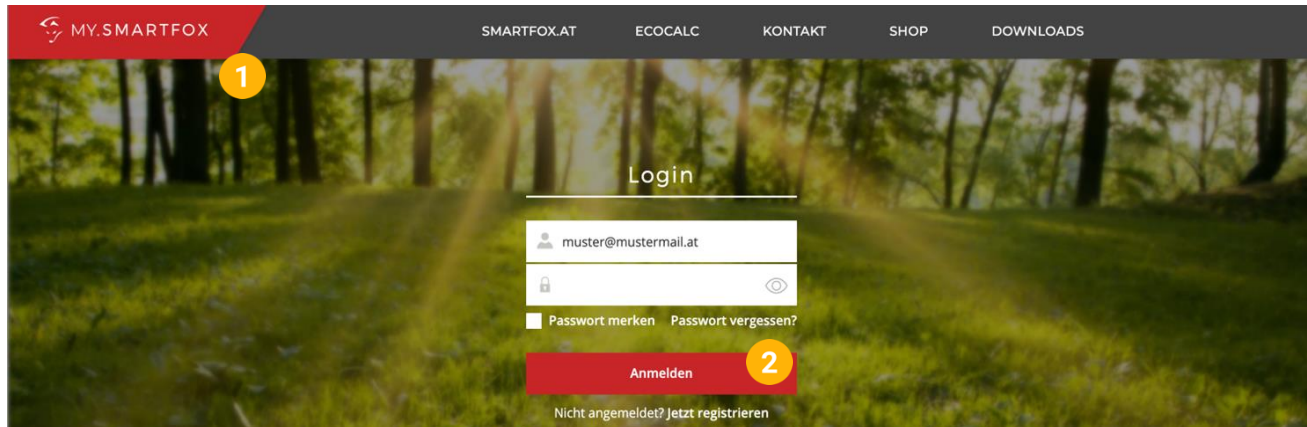 MY.SMARTFOX SMARTFOX.AT ECOCALC KONTAKT SHOP DOWNLOADS
1
Login
muster@mustermail.at
Passwort merken Passwort vergessen?
Anmelden 2
Nicht angemeldet? Jetzt registrieren